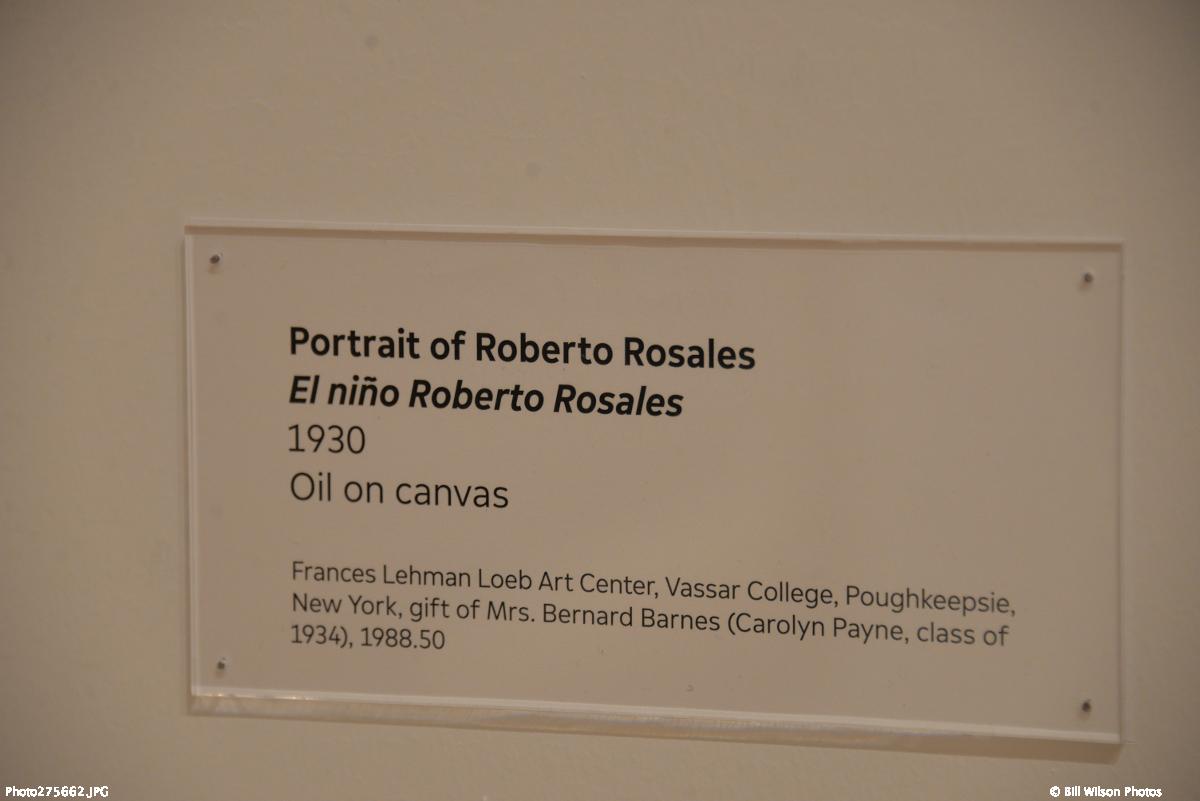 Portrait of Roberto Rosales
El niño Roberto Rosales
1930
Oil on canvas
Frances Lehman Loeb Art Center, Vassar College, Poughkeepsie,
New York, gift of Mrs. Bernard Barnes (Carolyn Payne, class of
1934), 1988.50
Photo275662.JPG
© Bill Wilson Photos